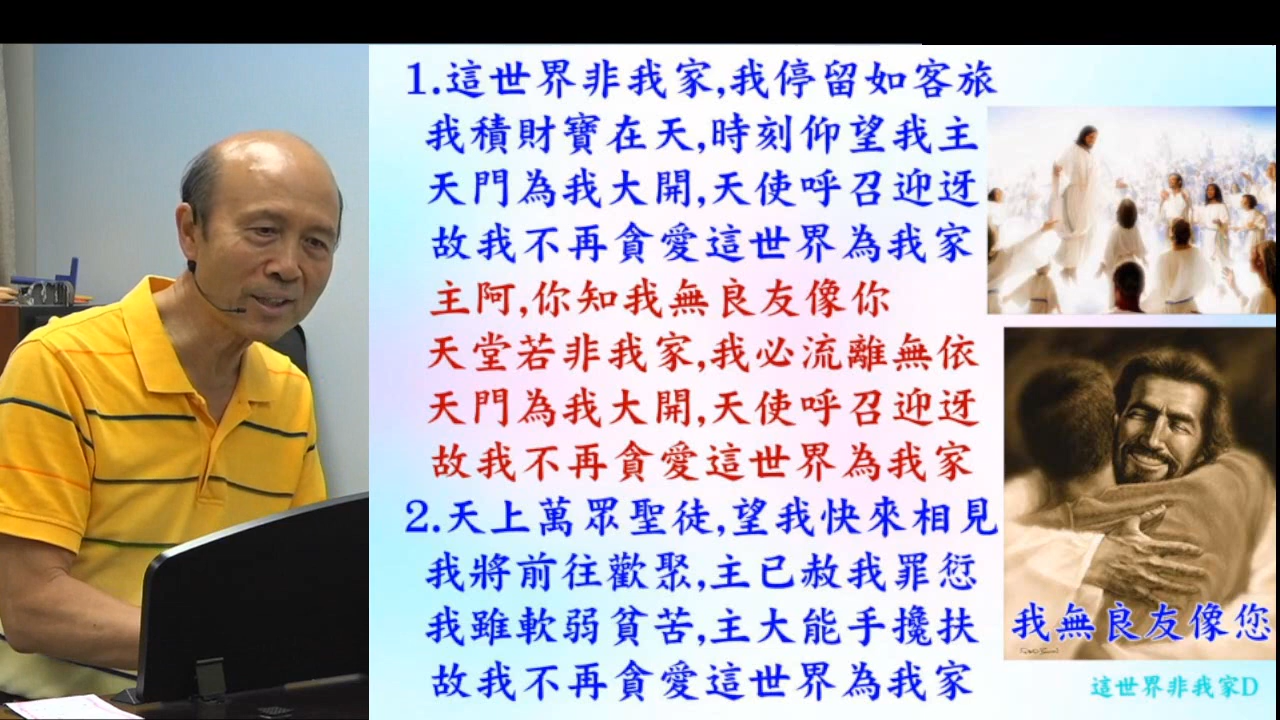 1.這世界非我家,我停留如客旅
我積財寶在天,時刻仰望我主
天門為我大開,天使呼召迎迓
故我不再貪愛這世界為我家
主阿,你知我無良友像你
天堂若非我家,我必流離無依
天門為我大開,天使呼召迎迓
故我不再貪愛這世界為我家
2.天上萬眾聖徒,望我快來相見
我將前往歡聚,主已赦我罪愆
我雖軟弱貧苦,主大能手攙扶
故我不再貪愛這世界為我家
我無良友像您
這世界非我家D